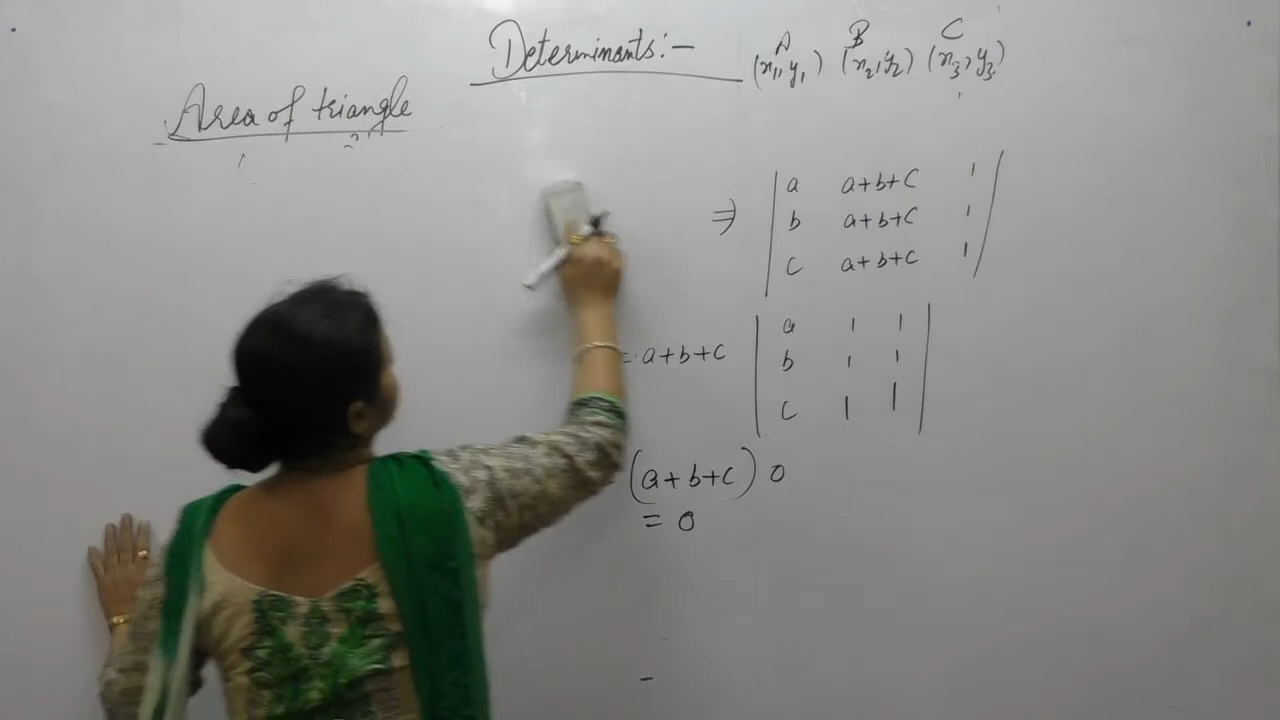 Determinants:-
A B C
(x1, y1) (x2, y2) (x3, y3)
Area of triangle
⇒ | a a+b+c 1 |
| b a+b+c 1 |
| c a+b+c 1 |
= a+b+c | a 1 1 |
| b 1 1 |
| c 1 1 |
(a+b+c) 0
= 0